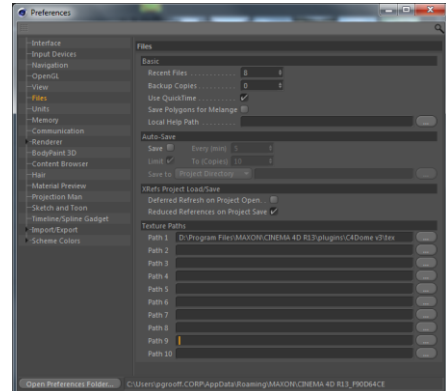 Preferences
Interface
Input Devices
Navigation
OpenGL
View
Files
Units
Memory
Communication
Renderer
BodyPaint 3D
Content Browser
Hair
Material Preview
Projection Man
Sketch and Toon
Timeline/Spline Gadget
Import/Export
Scheme Colors
Files
Basic
Recent Files 8
Backup Copies 0
Use QuickTime
Save Polygons for Melange
Local Help Path ...
Auto-Save
Save Every (min) 5
Limit To (Copies) 10
Save to Project Directory ...
XRefs Project Load/Save
Deferred Refresh on Project Open...
Reduced References on Project Save
Texture Paths
Path 1 D:\Program Files\MAXON\CINEMA 4D R13\plugins\C4Dome v3\tex ...
Path 2 ...
Path 3 ...
Path 4 ...
Path 5 ...
Path 6 ...
Path 7 ...
Path 8 ...
Path 9 ...
Path 10 ...
Open Preferences Folder... C:\Users\pgrooff.CORP\AppData\Roaming\MAXON\CINEMA 4D R13_F90D64CE